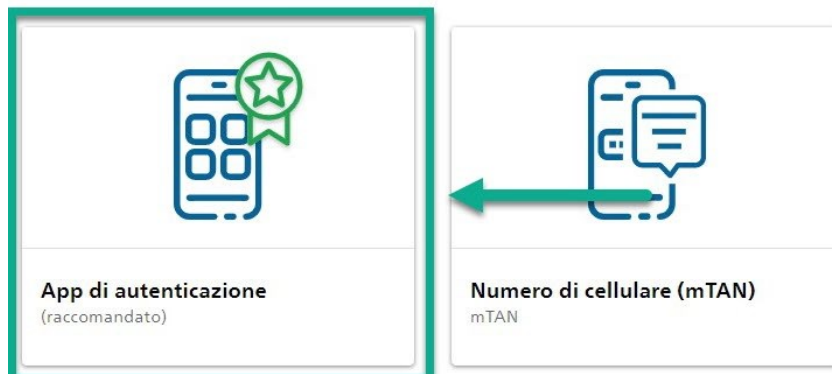 App di autenticazione
(raccomandato)
Numero di cellulare (mTAN)
mTAN